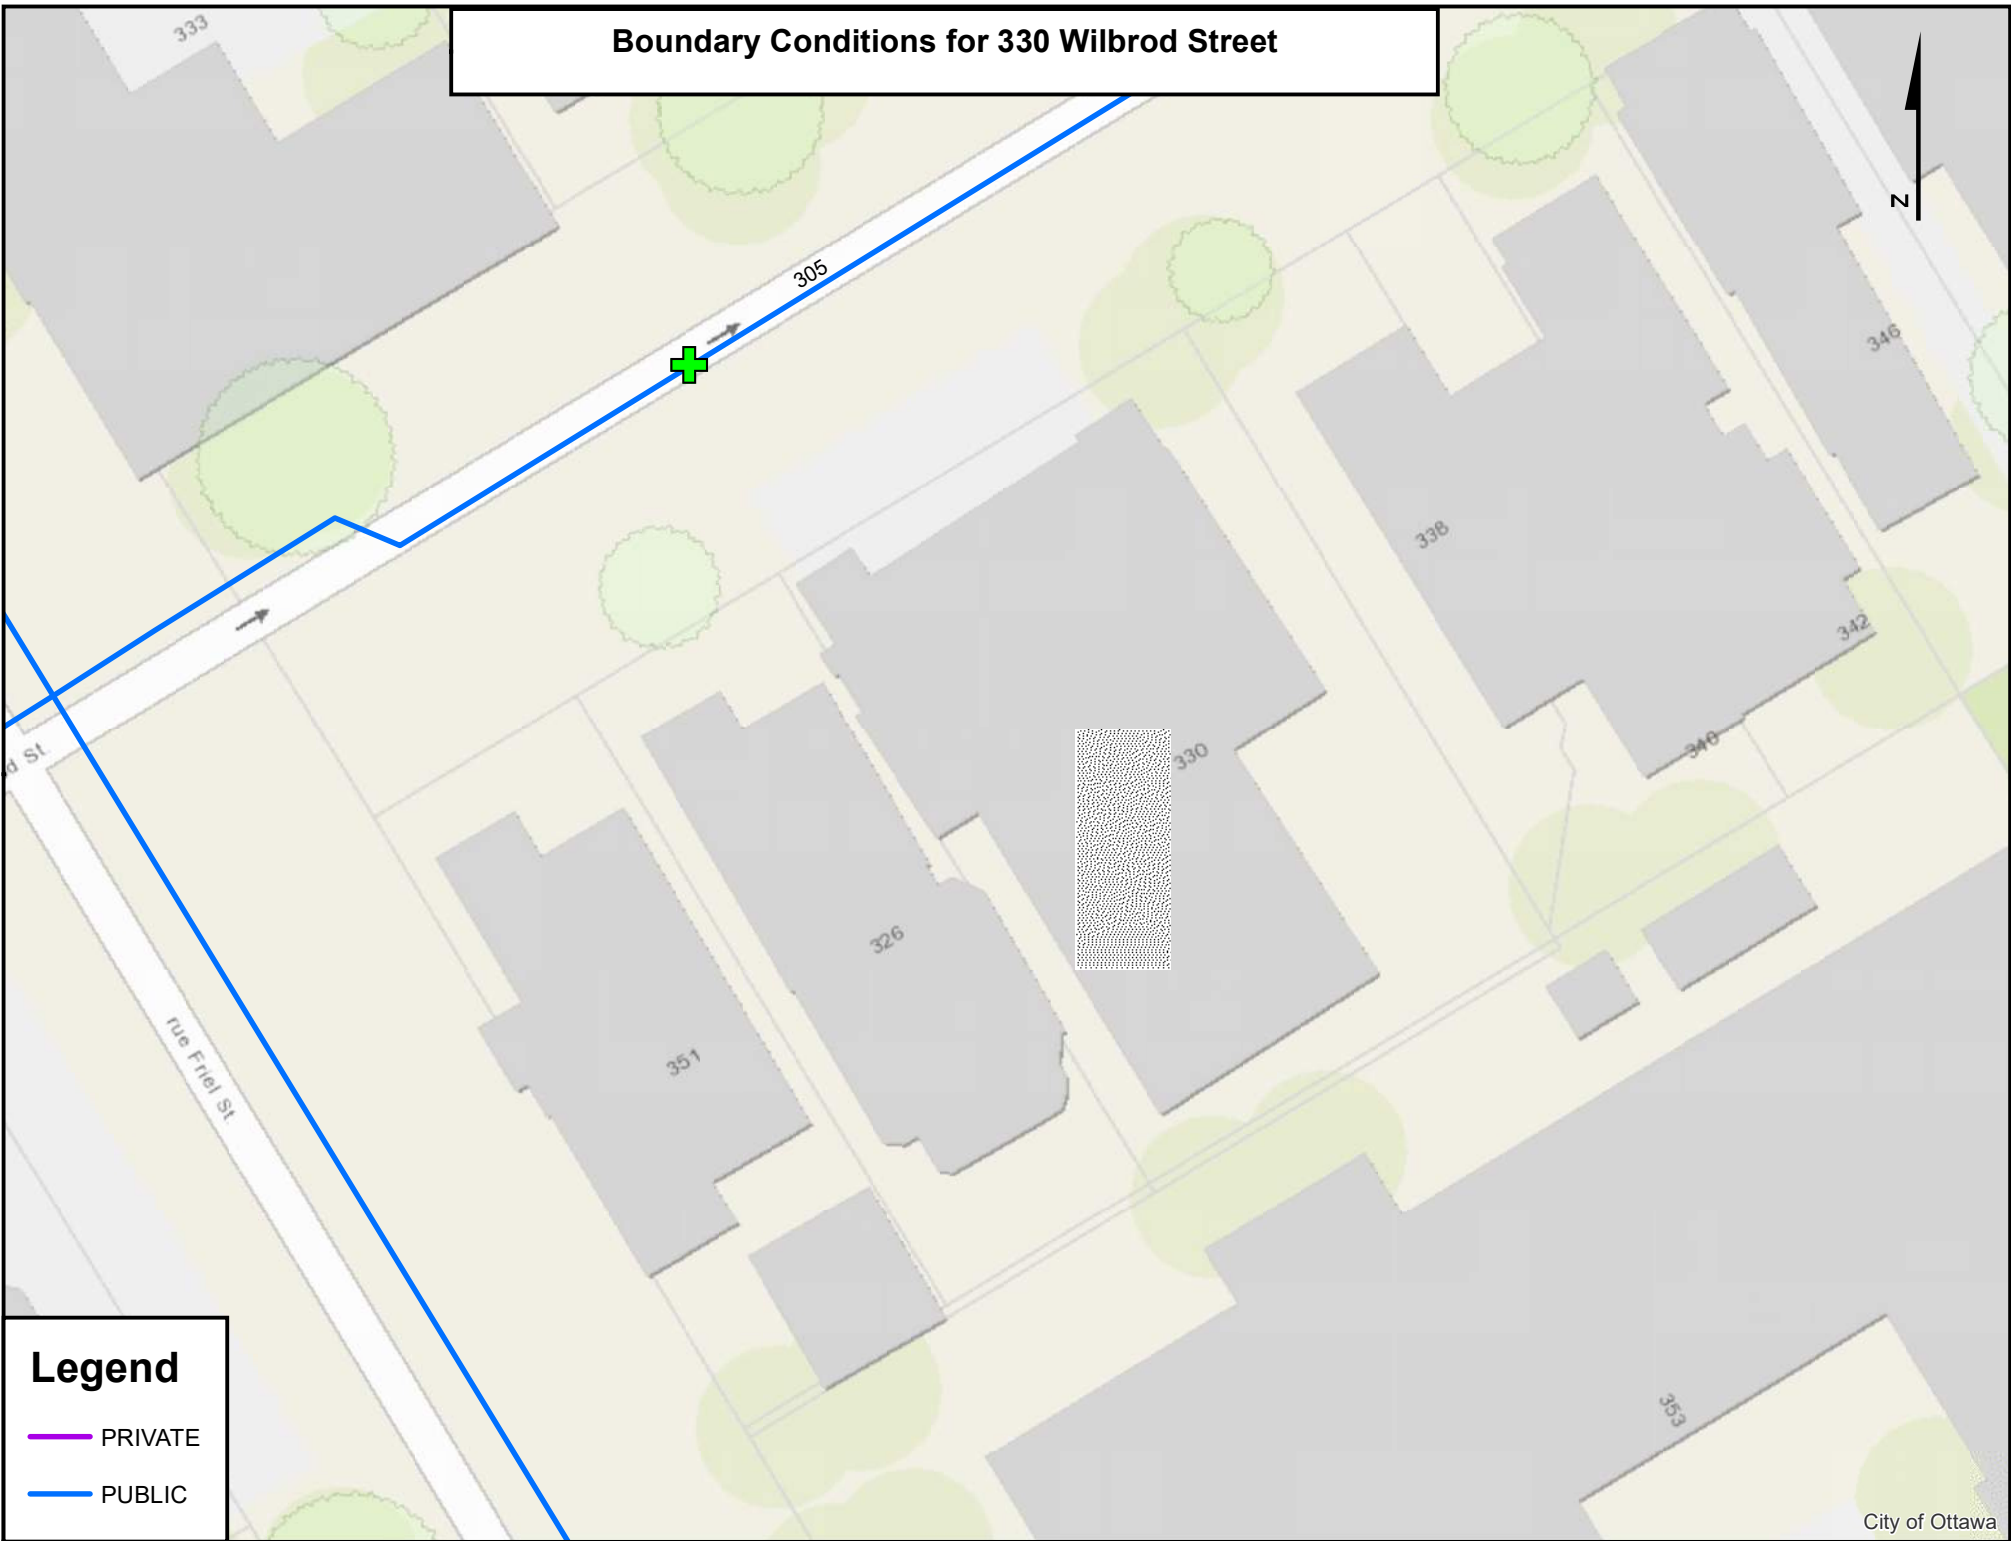 Boundary Conditions for 330 Wilbrod Street
333
N
305
346
338
342
d St.
330
340
326
351
rue Friel St.
353
Legend
PRIVATE
PUBLIC
City of Ottawa